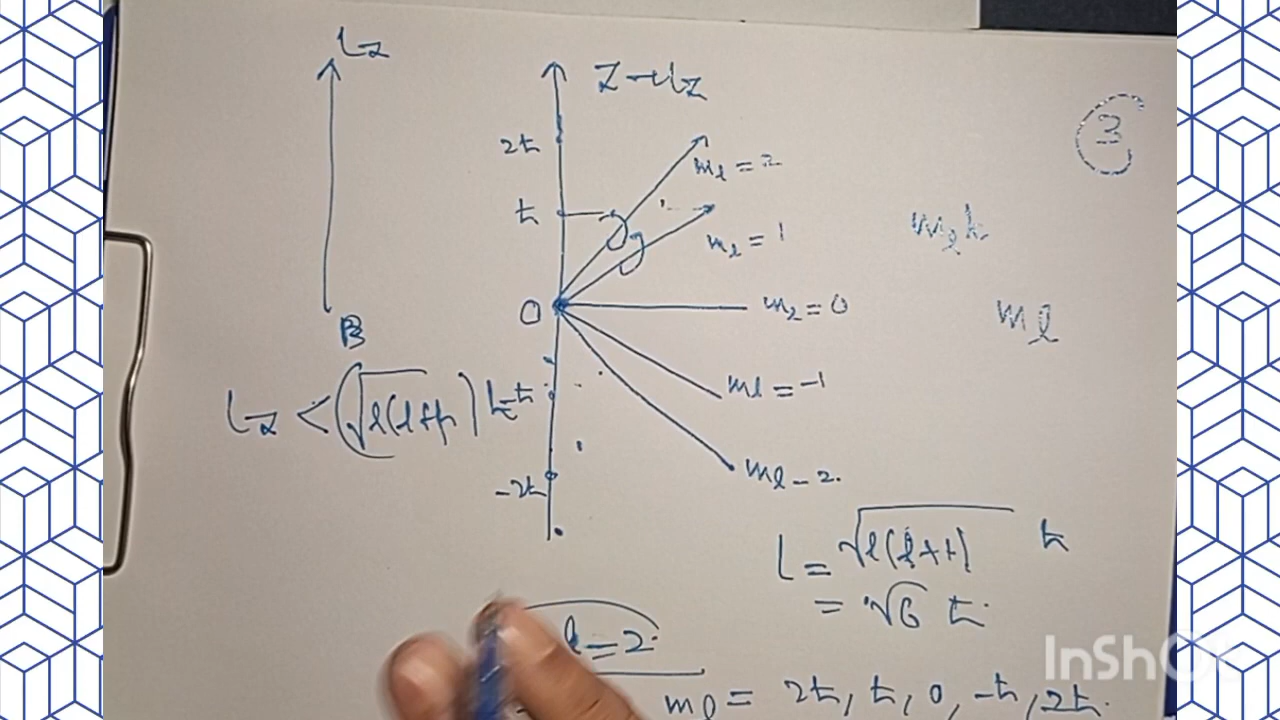 Lz
Z
2ħ
mₗ = 2
ħ
mₗ = 1
3
mₗħ
0
m₂ = 0
mₗ
B
Lz < (√l(l+1)) ħ
-ħ
mₗ = -1
-2ħ
mₗ - 2.
L = √l(l+1) ħ
= √6 ħ.
l = 2.
mₗ = 2ħ, ħ, 0, -ħ, 2ħ.
InShOt